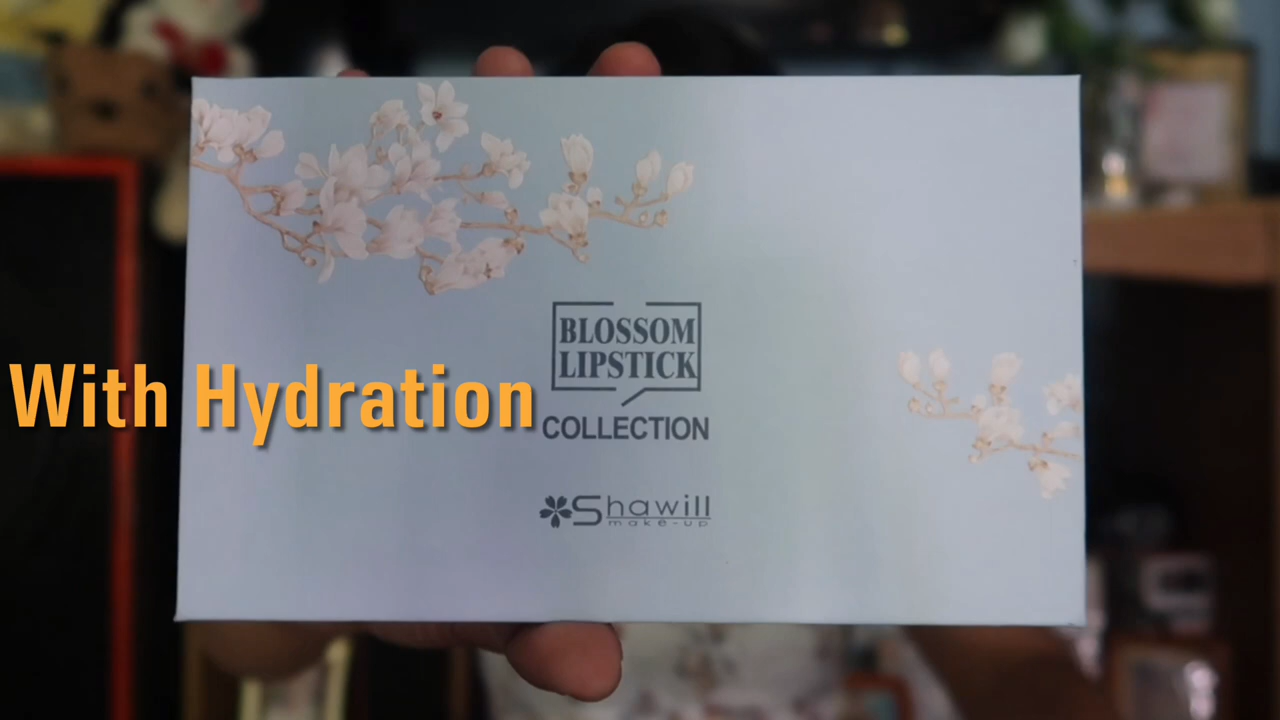 BLOSSOM
LIPSTICK
With Hydration
COLLECTION
Shawill
make-up